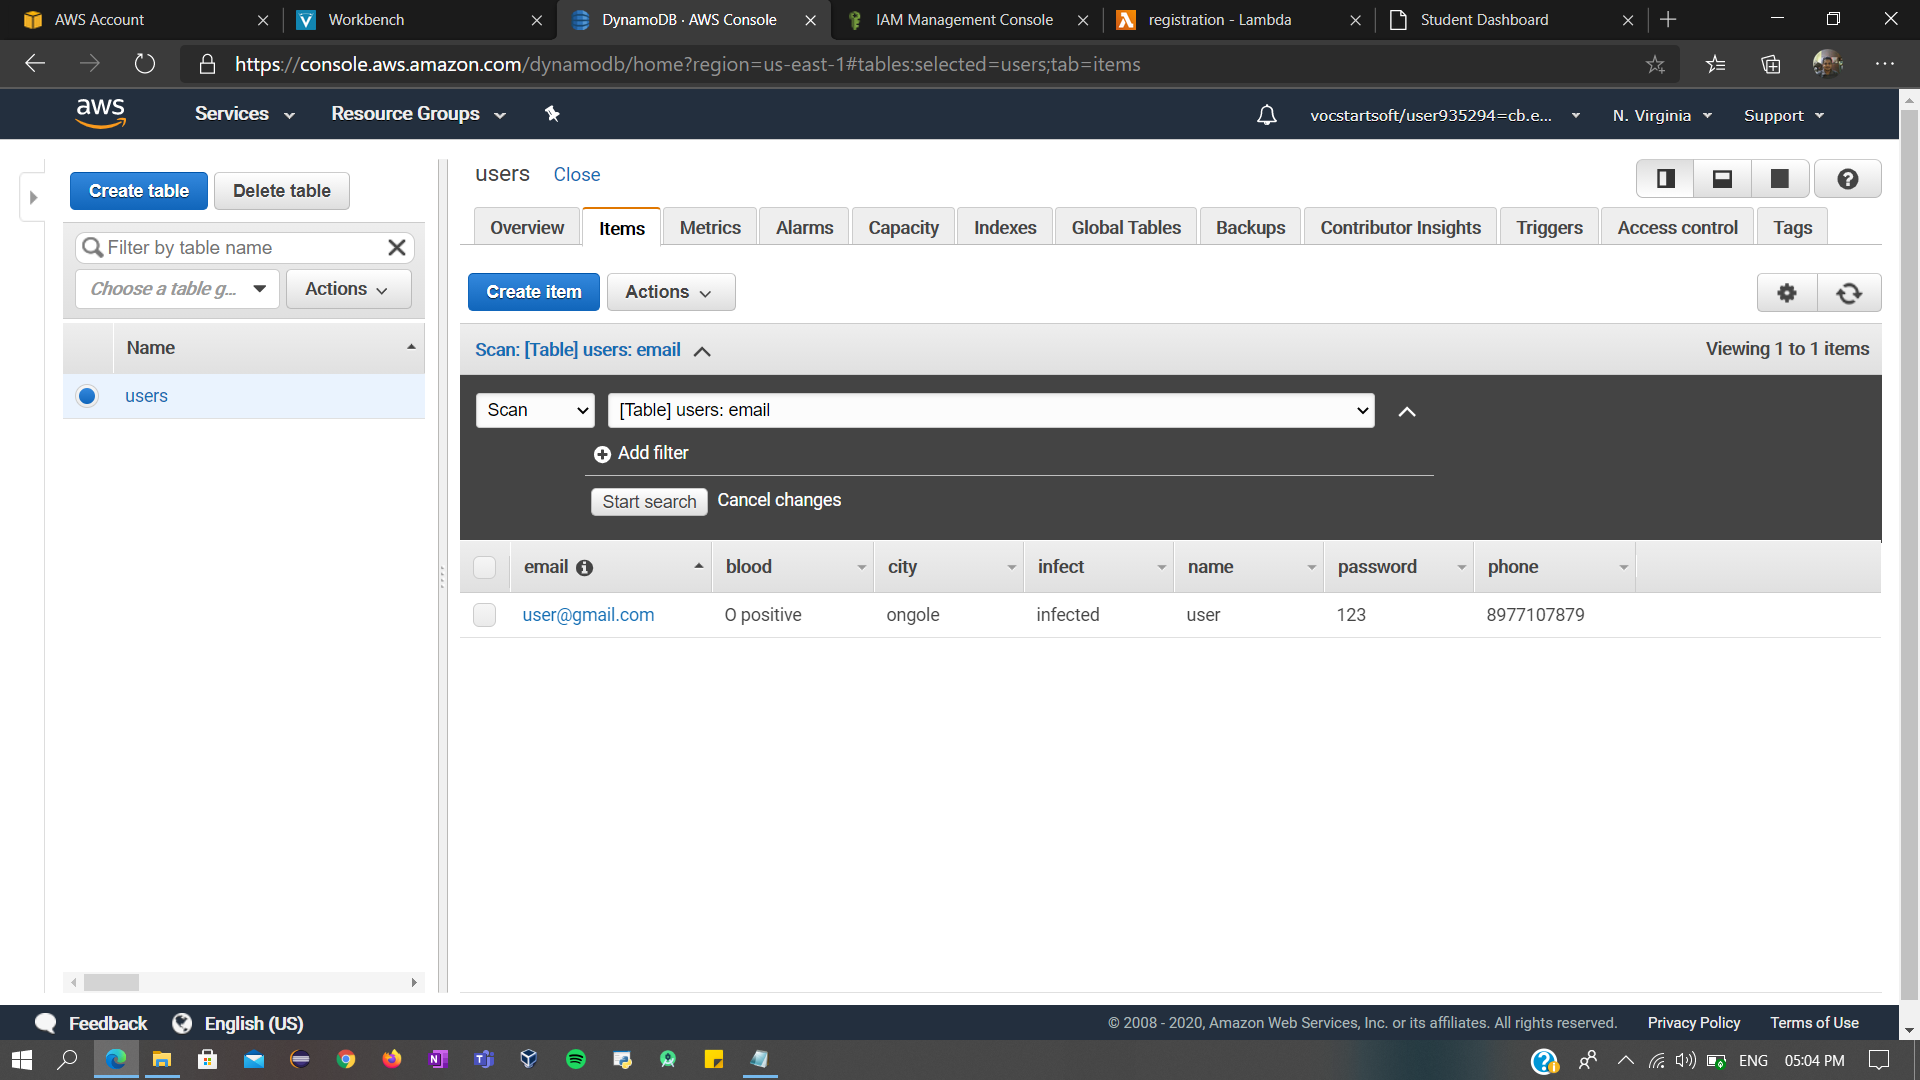 AWS Account
Workbench
DynamoDB · AWS Console
IAM Management Console
registration - Lambda
Student Dashboard
https://console.aws.amazon.com/dynamodb/home?region=us-east-1#tables:selected=users;tab=items
aws
Services
Resource Groups
vocstartsoft/user935294=cb.e...
N. Virginia
Support
Create table
Delete table
Filter by table name
Choose a table g...
Actions
Name
users
users
Close
Overview
Items
Metrics
Alarms
Capacity
Indexes
Global Tables
Backups
Contributor Insights
Triggers
Access control
Tags
Create item
Actions
Scan: [Table] users: email
Viewing 1 to 1 items
Scan
[Table] users: email
Add filter
Start search
Cancel changes
email blood city infect name password phone
user@gmail.com O positive ongole infected user 123 8977107879
Feedback
English (US)
© 2008 - 2020, Amazon Web Services, Inc. or its affiliates. All rights reserved.
Privacy Policy
Terms of Use
ENG
05:04 PM